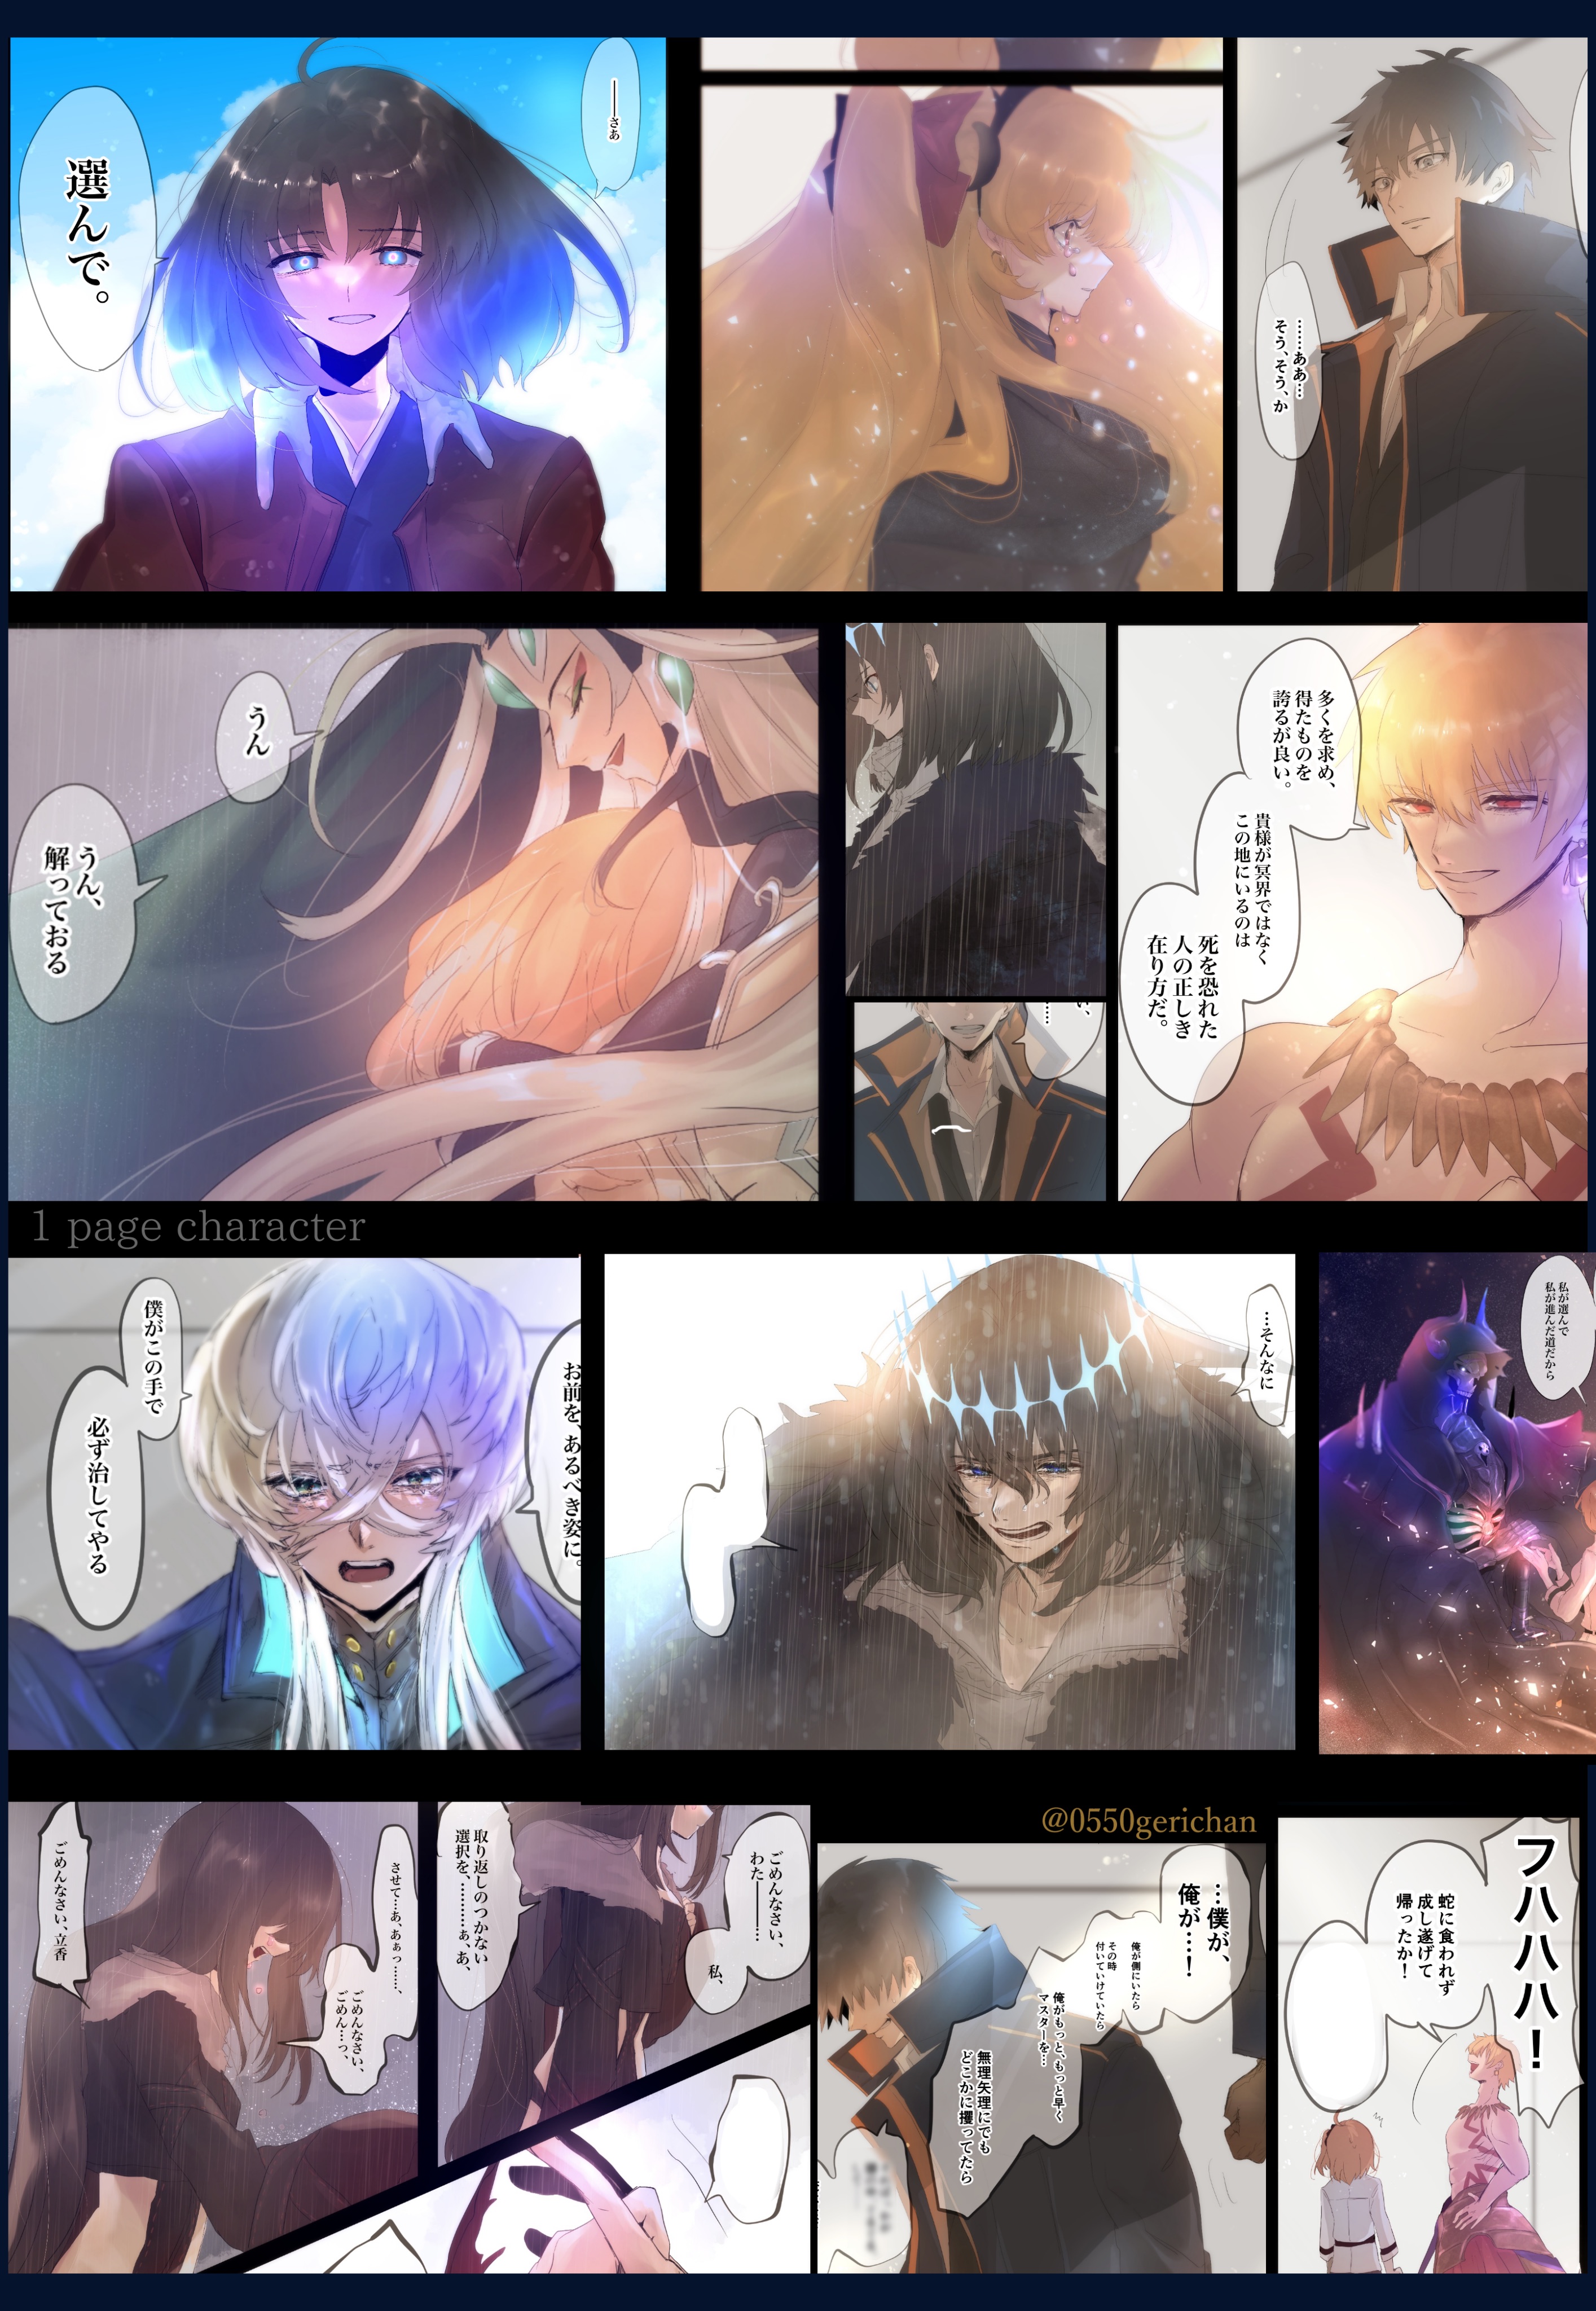 ……ああ…
そう、そう、か
――さあ
選んで。
多くを求め、
得たものを
誇るが良い。
貴様が冥界ではなく
この地にいるのは
死を恐れた
人の正しき
在り方だ。
い、
……
うん
うん、
解っておる
1 page character
私が選んで
私が進んだ道だから
…そんなに
お前を、あるべき姿に。
僕がこの手で
必ず治してやる
@0550gerichan
フハハハハ！
蛇に食われず
成し遂げて
帰ったか！
…僕が、
俺が…！
俺が側にいたら
その時
付いていけていたら
俺がもっと、もっと早く
マスターを…
無理矢理にでも
どこかに攫ってたら
ごめんなさい、
わた――……
私、
取り返しのつかない
選択を、………ぁ、あ、
させて…あ、あぁっ……、
ごめんなさい、
ごめん…っ、
ごめんなさい、立香